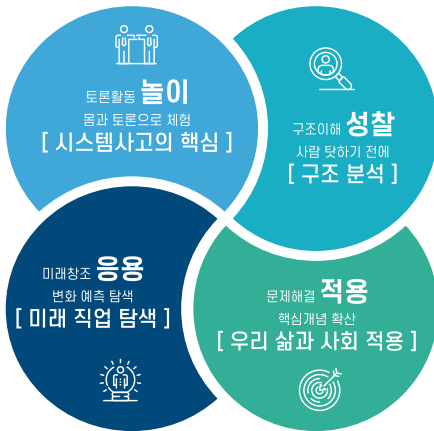 토론활동 놀이
몸과 토론으로 체험
[ 시스템사고의 핵심 ]
구조이해 성찰
사람 탓하기 전에
[ 구조 분석 ]
미래창조 응용
변화 예측 탐색
[ 미래 직업 탐색 ]
문제해결 적용
핵심개념 확산
[ 우리 삶과 사회 적용 ]